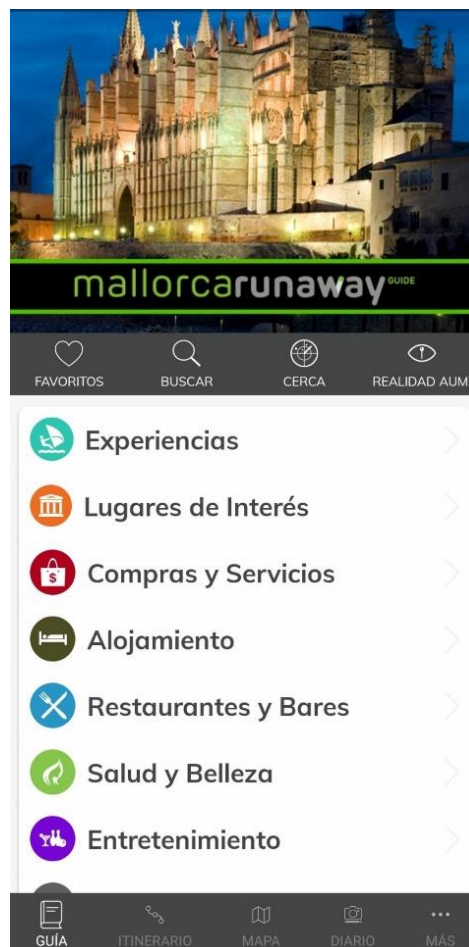 mallorcarunaway GUIDE
FAVORITOS BUSCAR CERCA REALIDAD AUM
Experiencias
Lugares de Interés
$
Compras y Servicios
Alojamiento
Restaurantes y Bares
Salud y Belleza
Entretenimiento
GUÍA ITINERARIO MAPA DIARIO MÁS